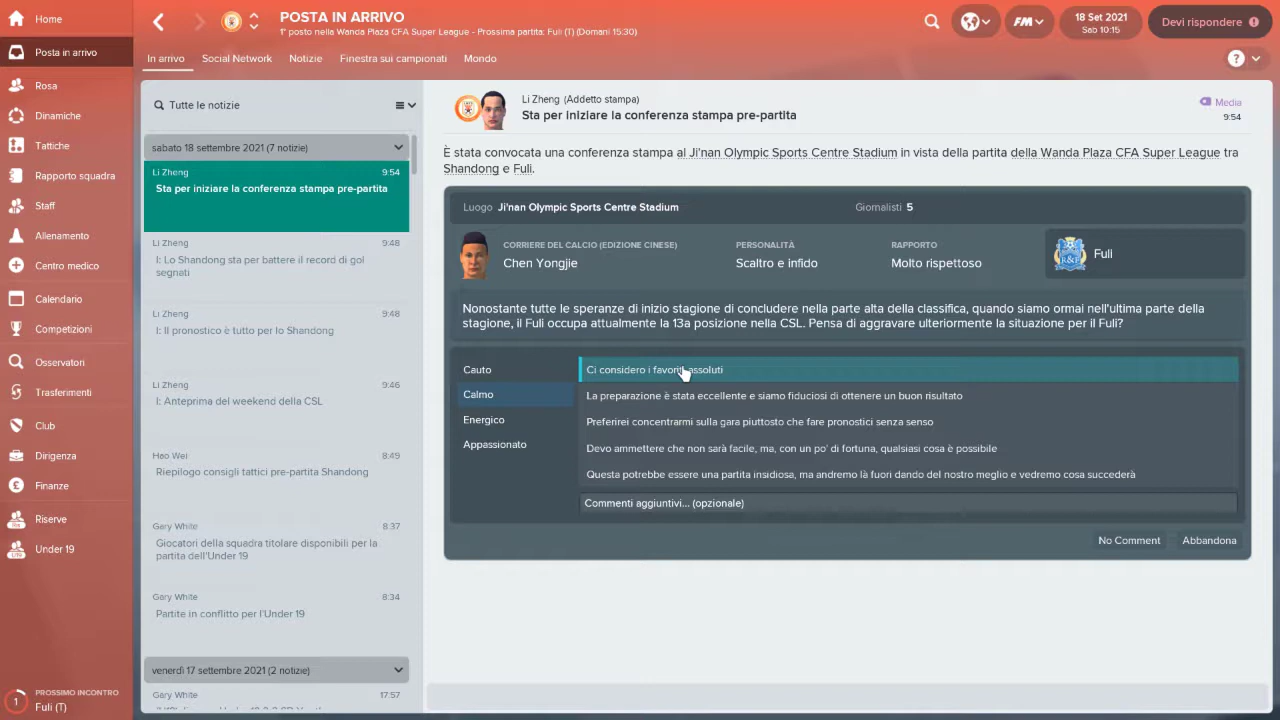 Home
Posta in arrivo
Rosa
Dinamiche
Tattiche
Rapporto squadra
Staff
Allenamento
Centro medico
Calendario
Competizioni
Osservatori
Trasferimenti
Club
Dirigenza
Finanze
Riserve
Under 19
1
PROSSIMO INCONTRO
Fuli (T)
POSTA IN ARRIVO
1° posto nella Wanda Plaza CFA Super League - Prossima partita: Fuli (T) (Domani 15:30)
FM
18 Set 2021
Sab 10:15
Devi rispondere
In arrivo
Social Network
Notizie
Finestra sui campionati
Mondo
?
Tutte le notizie
sabato 18 settembre 2021 (7 notizie)
Li Zheng 9:54
Sta per iniziare la conferenza stampa pre-partita
Li Zheng 9:48
I: Lo Shandong sta per battere il record di gol
segnati
Li Zheng 9:48
I: Il pronostico è tutto per lo Shandong
Li Zheng 9:46
I: Anteprima del weekend della CSL
Hao Wei 8:49
Riepilogo consigli tattici pre-partita Shandong
Gary White 8:37
Giocatori della squadra titolare disponibili per la
partita dell'Under 19
Gary White 8:34
Partite in conflitto per l'Under 19
venerdì 17 settembre 2021 (2 notizie)
Gary White 17:57
Li Zheng (Addetto stampa)
Sta per iniziare la conferenza stampa pre-partita
Media
9:54
È stata convocata una conferenza stampa al Ji'nan Olympic Sports Centre Stadium in vista della partita della Wanda Plaza CFA Super League tra
Shandong e Fuli.
Luogo Ji'nan Olympic Sports Centre Stadium Giornalisti 5
CORRIERE DEL CALCIO (EDIZIONE CINESE) PERSONALITÀ RAPPORTO
Chen Yongjie Scaltro e infido Molto rispettoso
Fuli
Nonostante tutte le speranze di inizio stagione di concludere nella parte alta della classifica, quando siamo ormai nell'ultima parte della
stagione, il Fuli occupa attualmente la 13a posizione nella CSL. Pensa di aggravare ulteriormente la situazione per il Fuli?
Cauto
Calmo
Energico
Appassionato
Ci considero i favoriti assoluti
La preparazione è stata eccellente e siamo fiduciosi di ottenere un buon risultato
Preferirei concentrarmi sulla gara piuttosto che fare pronostici senza senso
Devo ammettere che non sarà facile, ma, con un po' di fortuna, qualsiasi cosa è possibile
Questa potrebbe essere una partita insidiosa, ma andremo là fuori dando del nostro meglio e vedremo cosa succederà
Commenti aggiuntivi... (opzionale)
No Comment
Abbandona